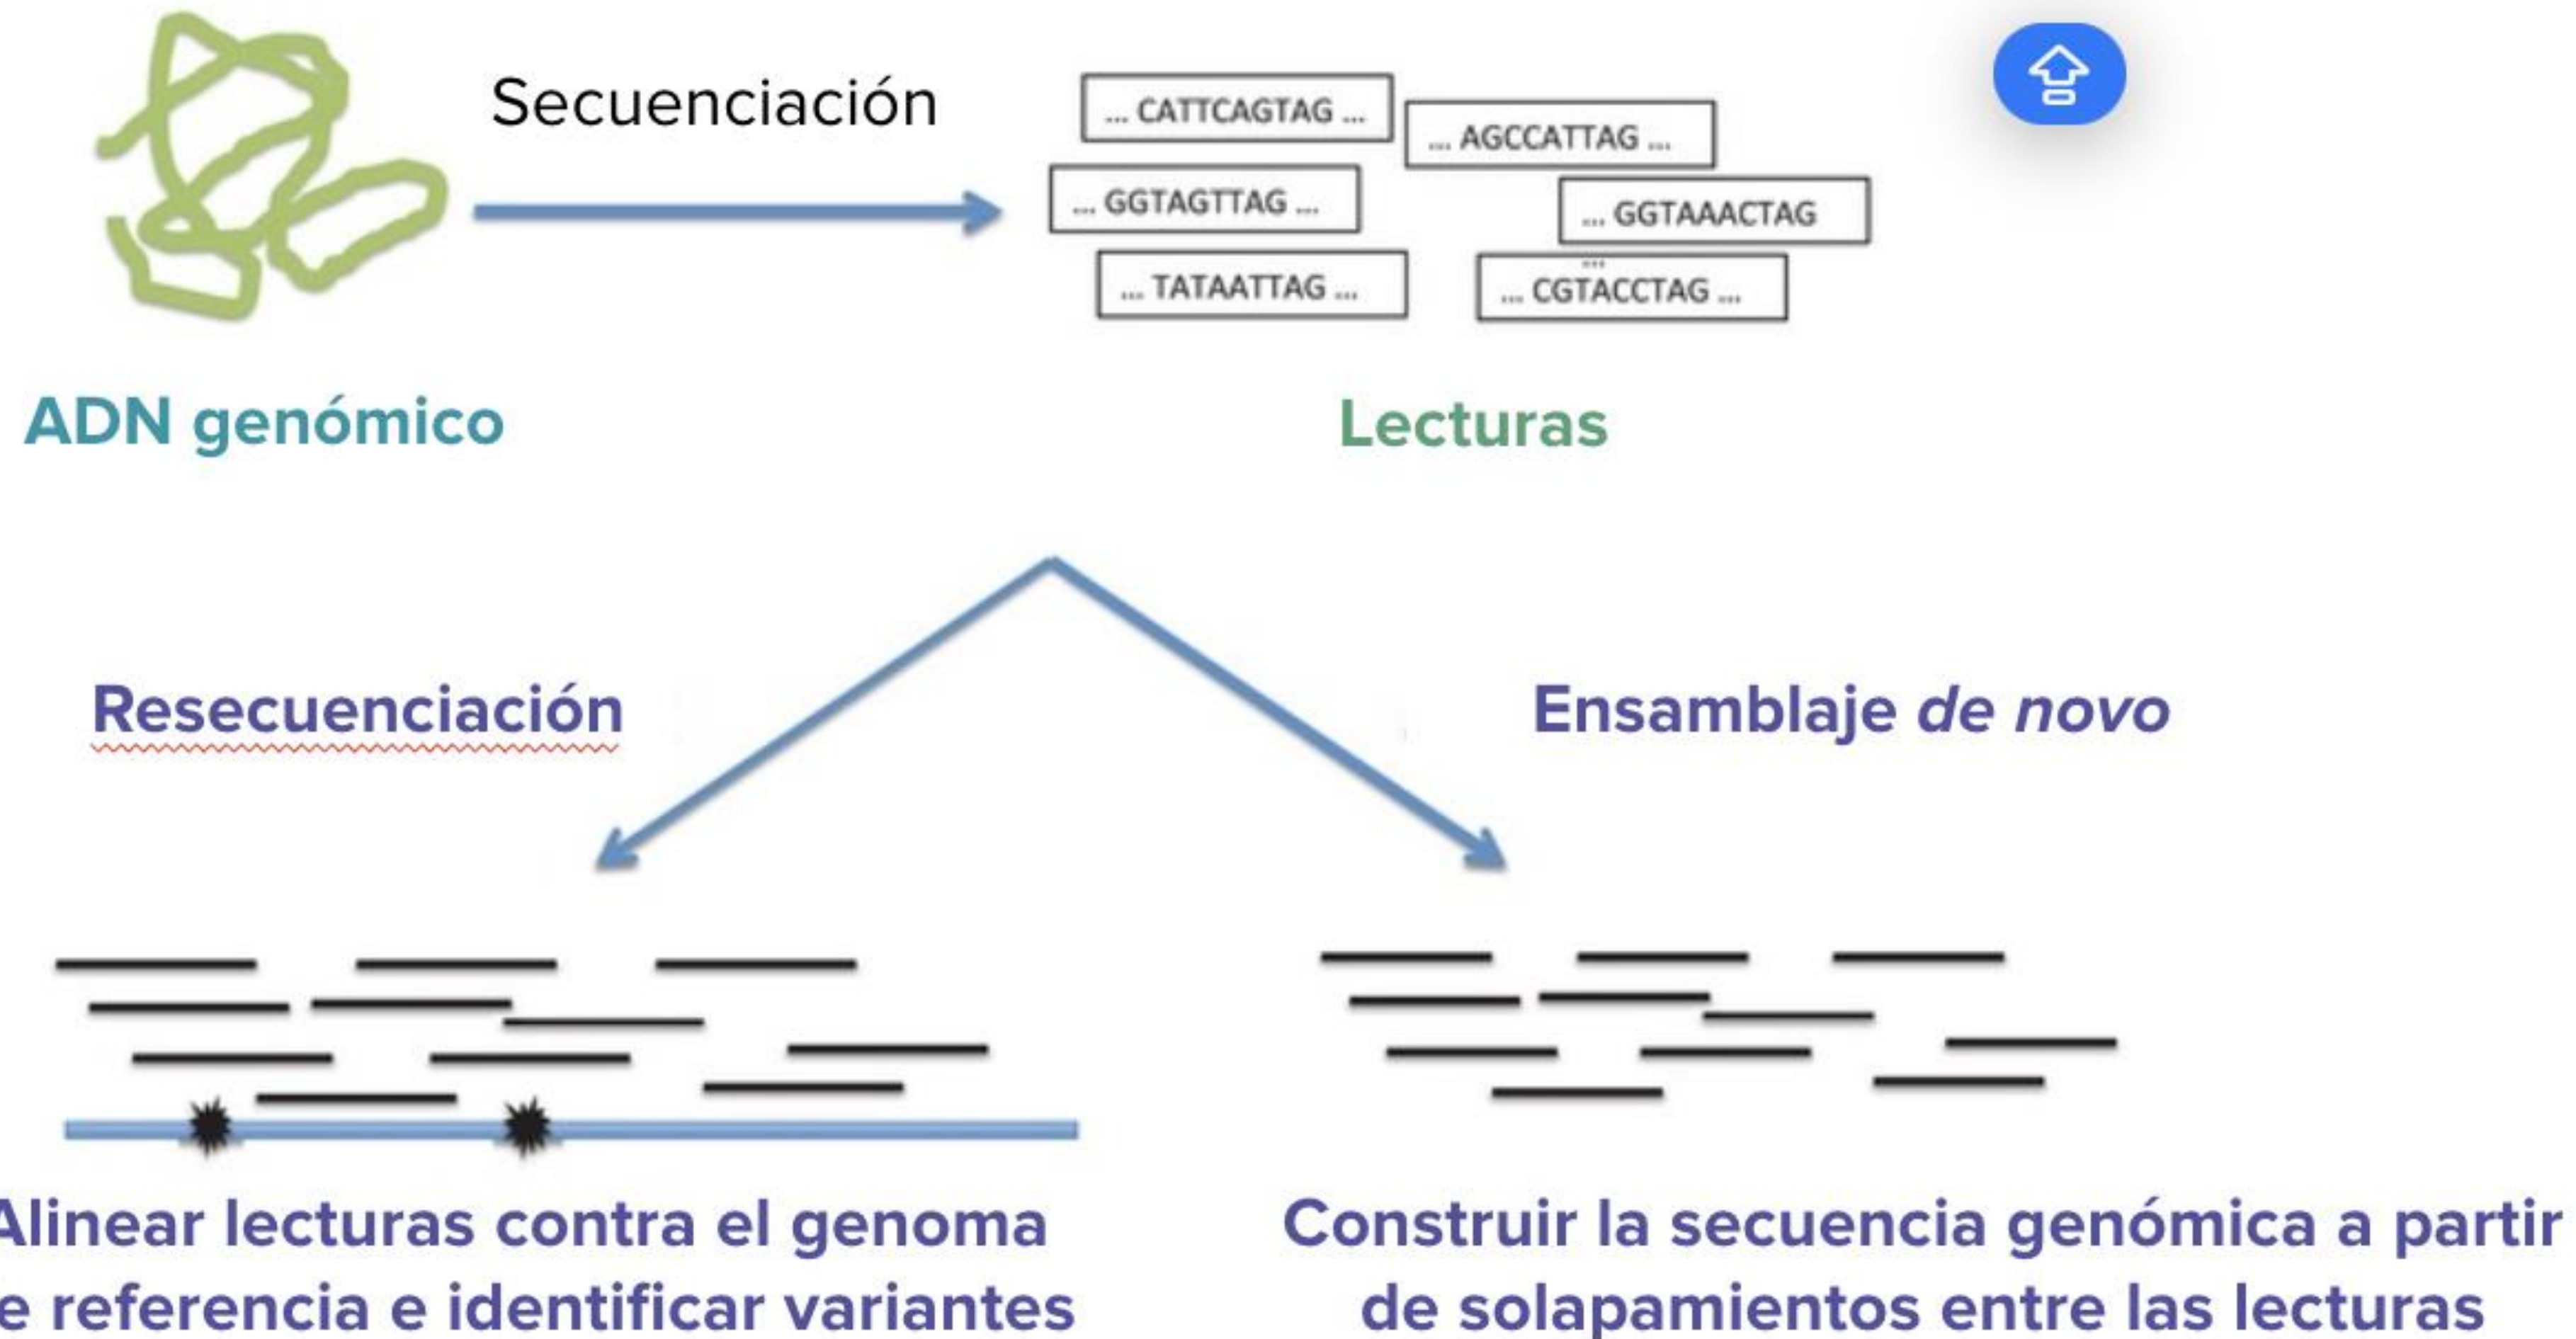 Secuenciación
... CATTCAGTAG ...
... AGCCATTAG ...
... GGTAGTTAG ...
... GGTAAACTAG
...
... TATAATTAG ...
... CGTACCTAG ...
ADN genómico
Lecturas
Resecuenciación
Ensamblaje de novo
Alinear lecturas contra el genoma
e referencia e identificar variantes
Construir la secuencia genómica a partir
de solapamientos entre las lecturas